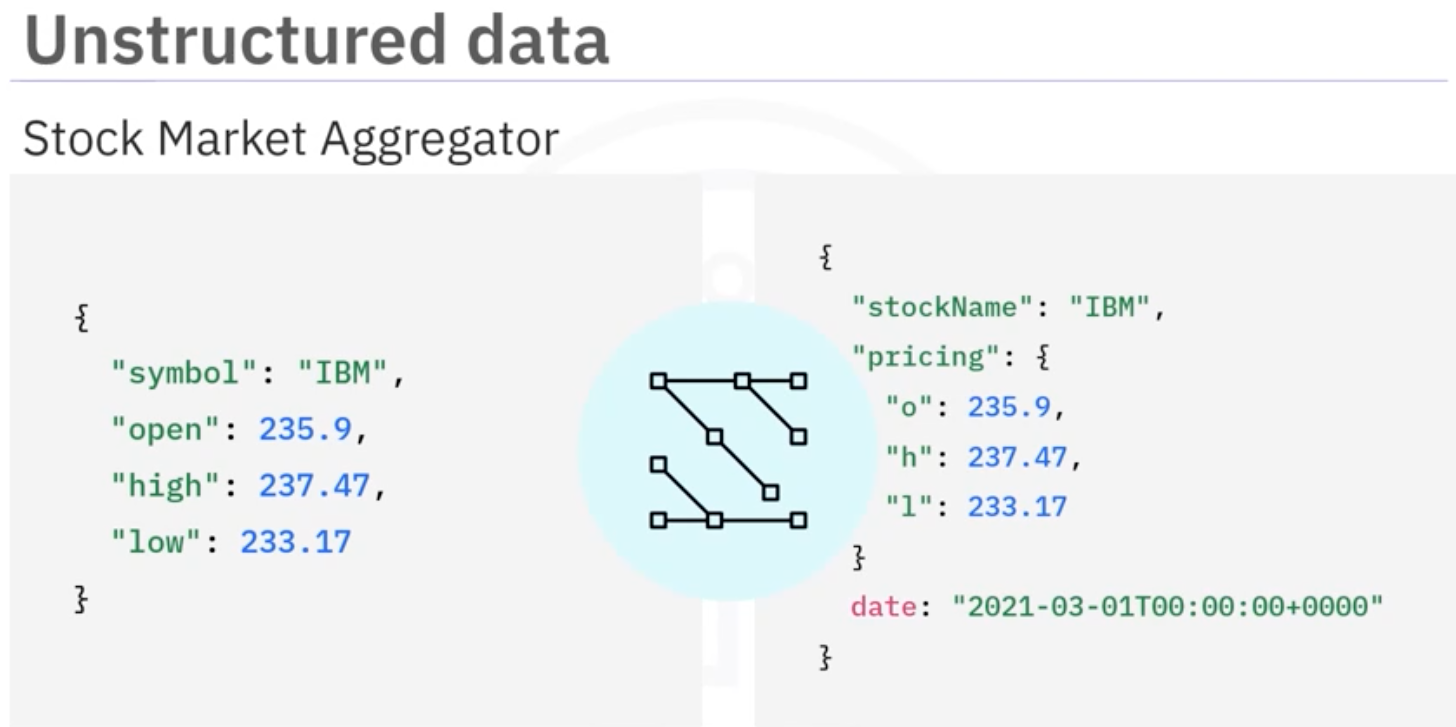 Unstructured data
Stock Market Aggregator
{
"symbol": "IBM",
"open": 235.9,
"high": 237.47,
"low": 233.17
}
{
"stockName": "IBM",
"pricing": {
"o": 235.9,
"h": 237.47,
"l": 233.17
}
date: "2021-03-01T00:00:00+0000"
}